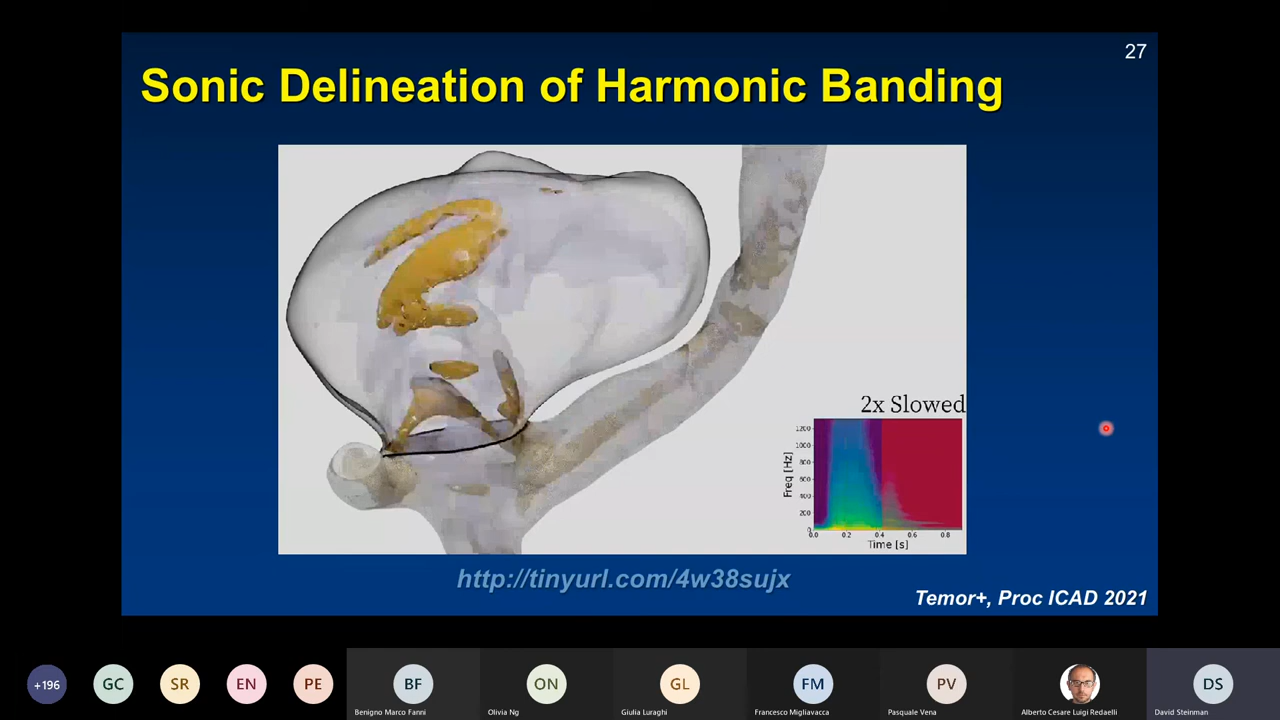 27
Sonic Delineation of Harmonic Banding
2x Slowed
Freq [Hz]
1200
1000
800
600
400
200
0
0.0 0.2 0.4 0.6 0.8
Time [s]
http://tinyurl.com/4w38sujx
Temor+, Proc ICAD 2021
+196 GC SR EN PE BF ON GL FM PV DS
Benigno Marco Fanni Olivia Ng Giulia Luraghi Francesco Migliavacca Pasquale Vena Alberto Cesare Luigi Redaelli David Steinman